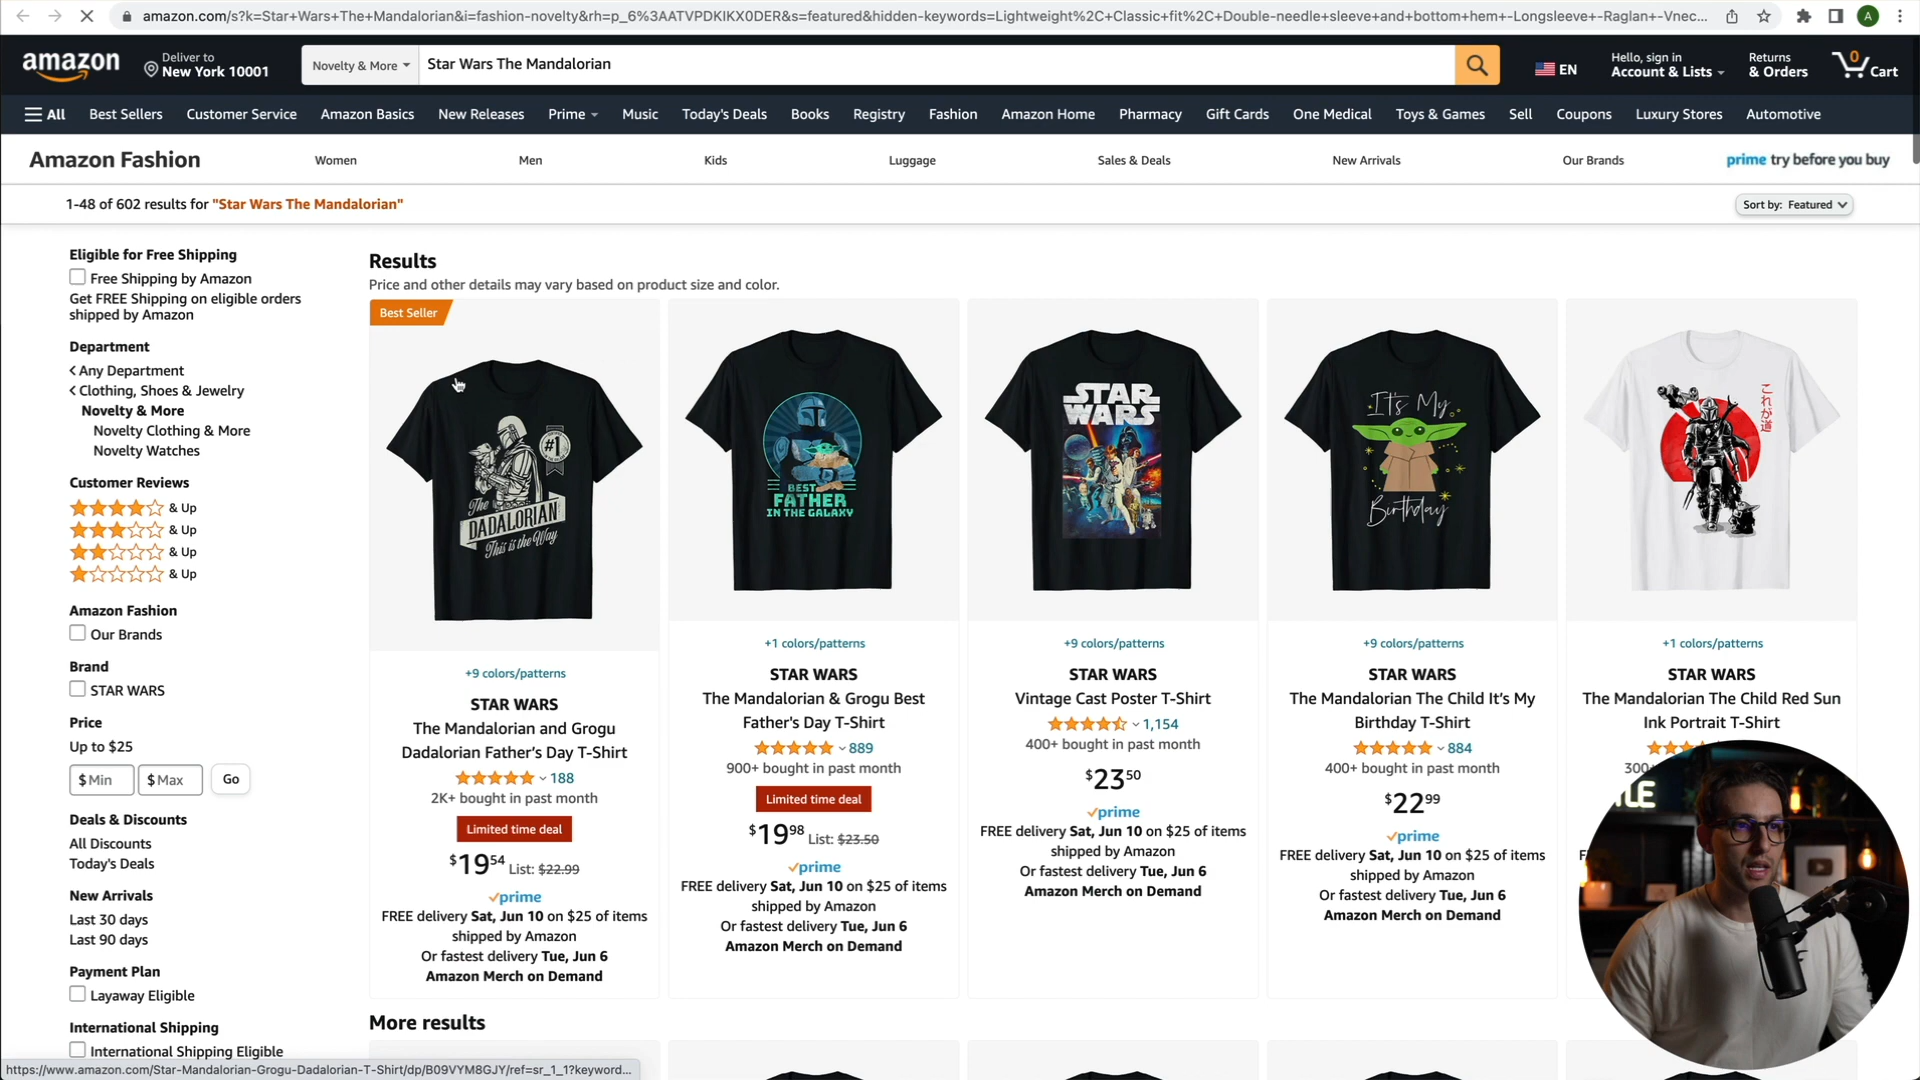 amazon.com/s?k=Star+Wars+The+Mandalorian&i=fashion-novelty&rh=p_6%3AATVPDKIKX0DER&s=featured&hidden-keywords=Lightweight%2C+Classic+fit%2C+Double-needle+sleeve+and+bottom+hem+-Longsleeve+-Raglan+-Vnec...
A
amazon
Deliver to
New York 10001
Novelty & More
Star Wars The Mandalorian
EN
Hello, sign in
Account & Lists
Returns
& Orders
0
Cart
All
Best Sellers
Customer Service
Amazon Basics
New Releases
Prime
Music
Today's Deals
Books
Registry
Fashion
Amazon Home
Pharmacy
Gift Cards
One Medical
Toys & Games
Sell
Coupons
Luxury Stores
Automotive
Amazon Fashion
Women
Men
Kids
Luggage
Sales & Deals
New Arrivals
Our Brands
prime try before you buy
1-48 of 602 results for "Star Wars The Mandalorian"
Sort by: Featured
Eligible for Free Shipping
Free Shipping by Amazon
Get FREE Shipping on eligible orders
shipped by Amazon
Department
Any Department
Clothing, Shoes & Jewelry
Novelty & More
Novelty Clothing & More
Novelty Watches
Customer Reviews
& Up
& Up
& Up
& Up
Amazon Fashion
Our Brands
Brand
STAR WARS
Price
Up to $25
$ Min
$ Max
Go
Deals & Discounts
All Discounts
Today's Deals
New Arrivals
Last 30 days
Last 90 days
Payment Plan
Layaway Eligible
International Shipping
International Shipping Eligible
Results
Price and other details may vary based on product size and color.
Best Seller
#1
The
DADALORIAN
This is the Way
+9 colors/patterns
STAR WARS
The Mandalorian and Grogu
Dadalorian Father's Day T-Shirt
188
2K+ bought in past month
Limited time deal
$19 54 List: $22.99
prime
FREE delivery Sat, Jun 10 on $25 of items
shipped by Amazon
Or fastest delivery Tue, Jun 6
Amazon Merch on Demand
BEST
FATHER
IN THE GALAXY
+1 colors/patterns
STAR WARS
The Mandalorian & Grogu Best
Father's Day T-Shirt
889
900+ bought in past month
Limited time deal
$19 98 List: $23.50
prime
FREE delivery Sat, Jun 10 on $25 of items
shipped by Amazon
Or fastest delivery Tue, Jun 6
Amazon Merch on Demand
STAR
WARS
+9 colors/patterns
STAR WARS
Vintage Cast Poster T-Shirt
1,154
400+ bought in past month
$23 50
prime
FREE delivery Sat, Jun 10 on $25 of items
shipped by Amazon
Or fastest delivery Tue, Jun 6
Amazon Merch on Demand
It's My
Birthday
+9 colors/patterns
STAR WARS
The Mandalorian The Child It's My
Birthday T-Shirt
884
400+ bought in past month
$22 99
prime
FREE delivery Sat, Jun 10 on $25 of items
shipped by Amazon
Or fastest delivery Tue, Jun 6
Amazon Merch on Demand
これが道
+1 colors/patterns
STAR WARS
The Mandalorian The Child Red Sun
Ink Portrait T-Shirt
More results
https://www.amazon.com/Star-Mandalorian-Grogu-Dadalorian-T-Shirt/dp/B09VYM8GJY/ref=sr_1_1?keyword...